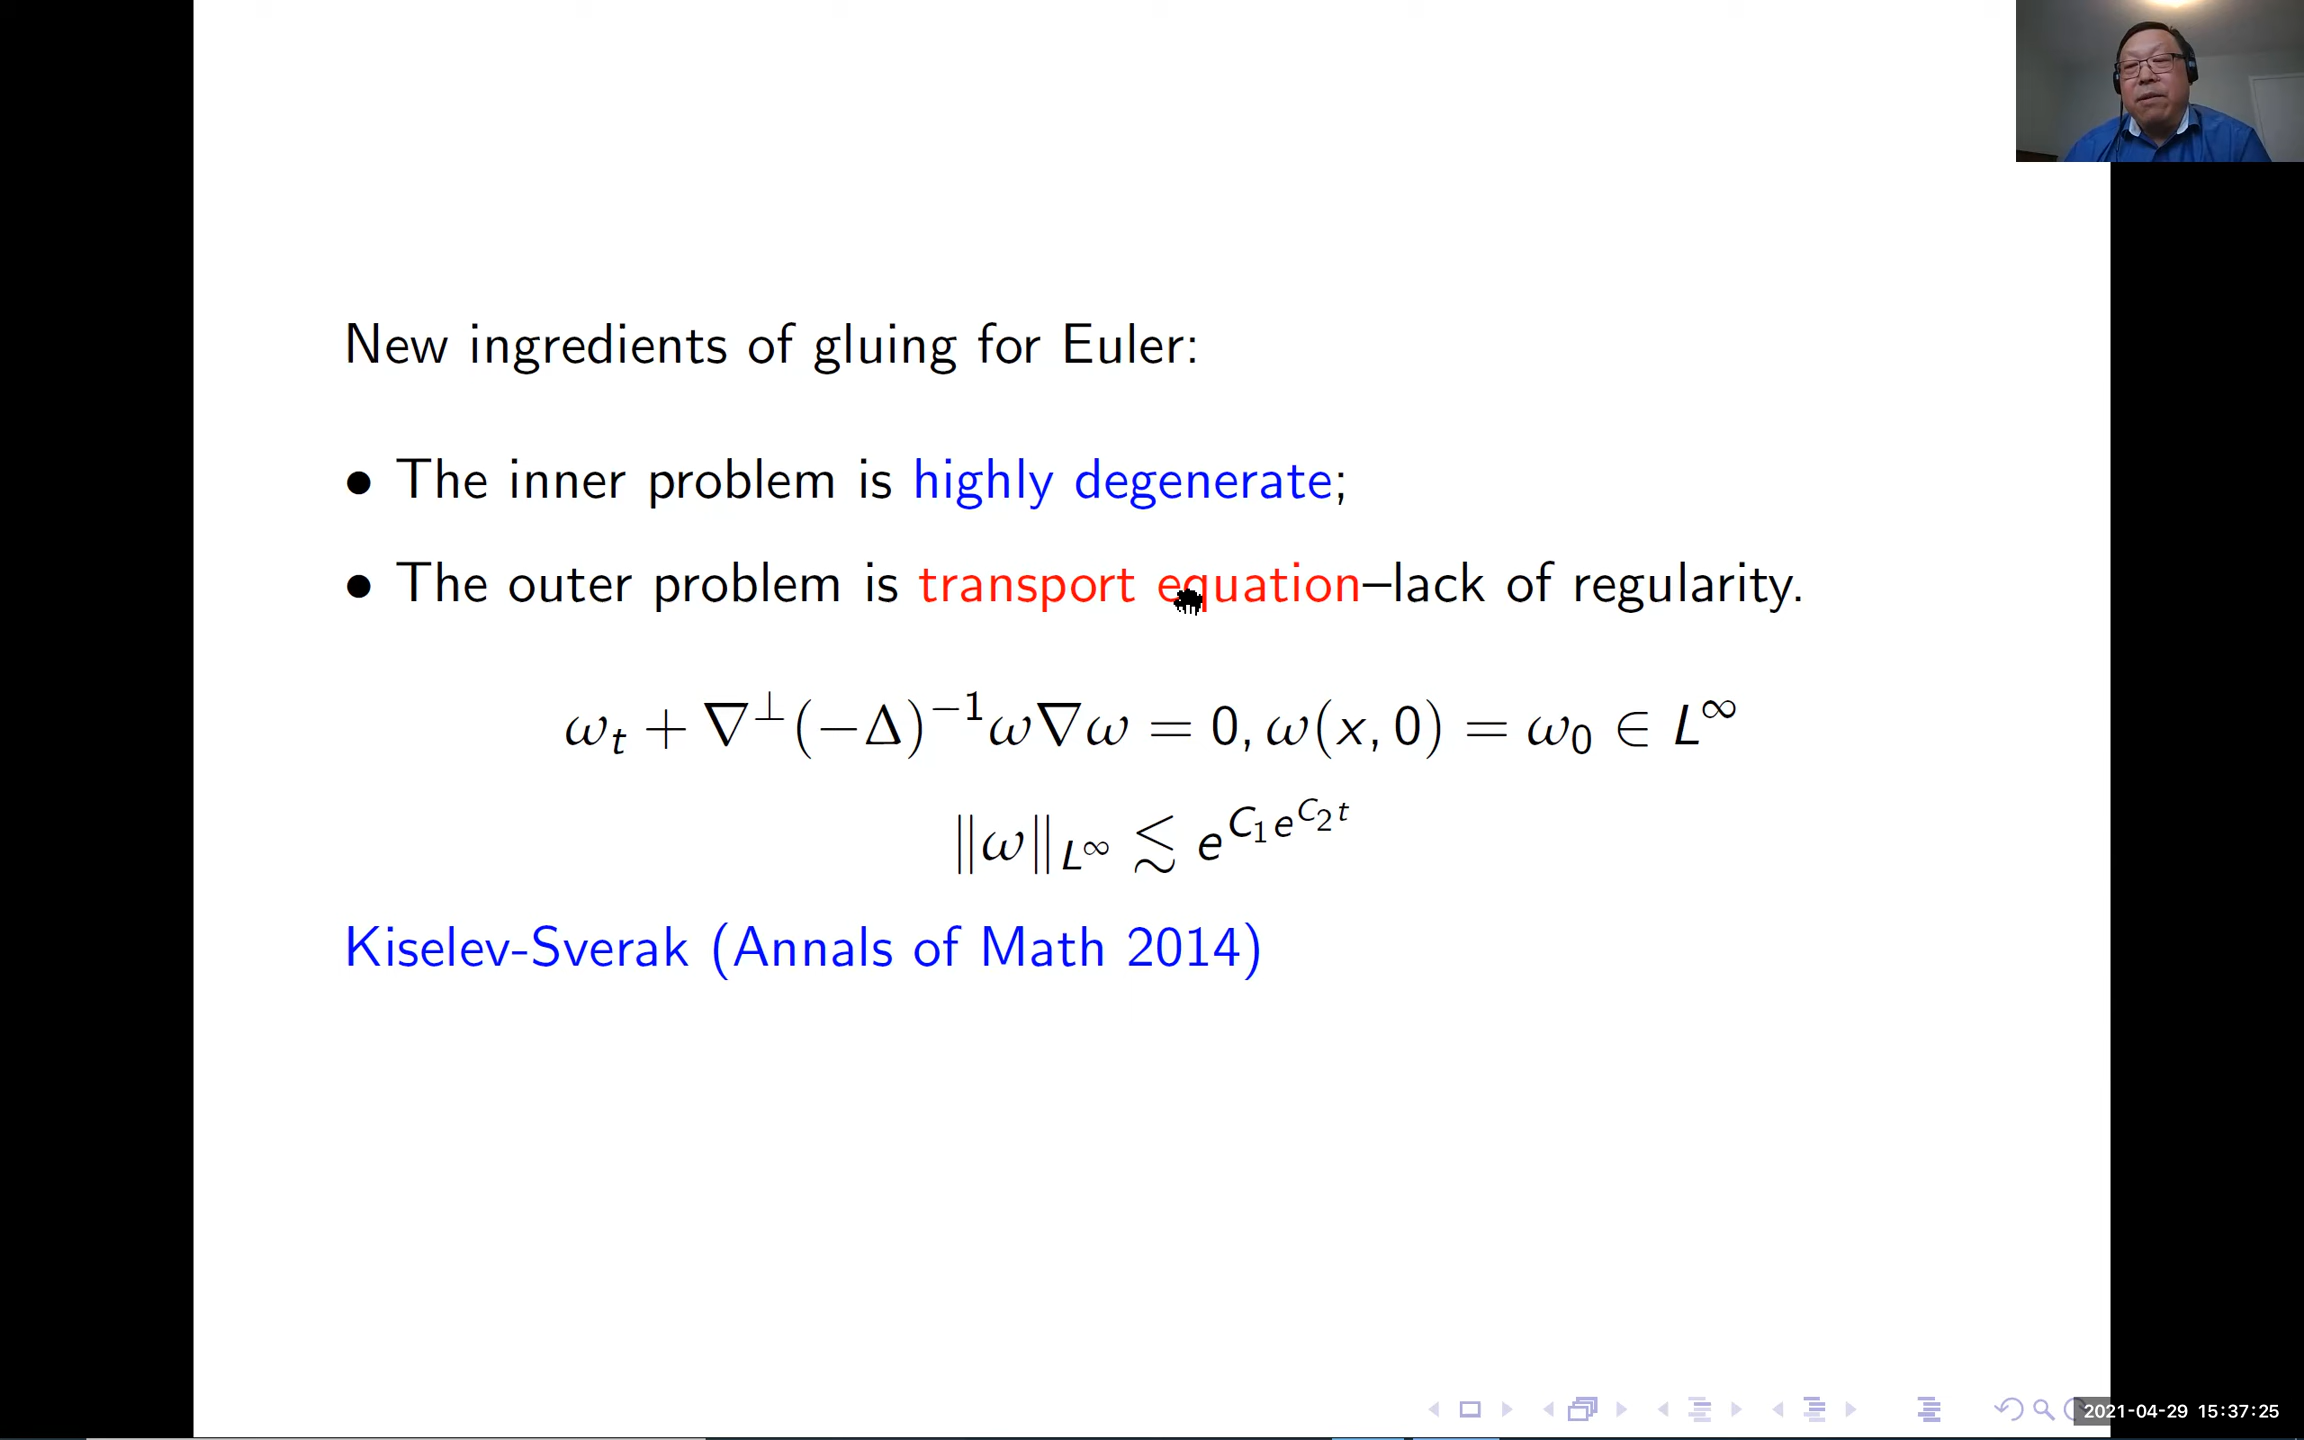 New ingredients of gluing for Euler:
• The inner problem is highly degenerate;
• The outer problem is transport equation–lack of regularity.
ω_t + ∇^⊥(−Δ)^{−1}ω∇ω = 0, ω(x, 0) = ω_0 ∈ L^∞
‖ω‖_{L^∞} ≲ e^{C_1 e^{C_2 t}}
Kiselev-Sverak (Annals of Math 2014)
2021-04-29 15:37:25